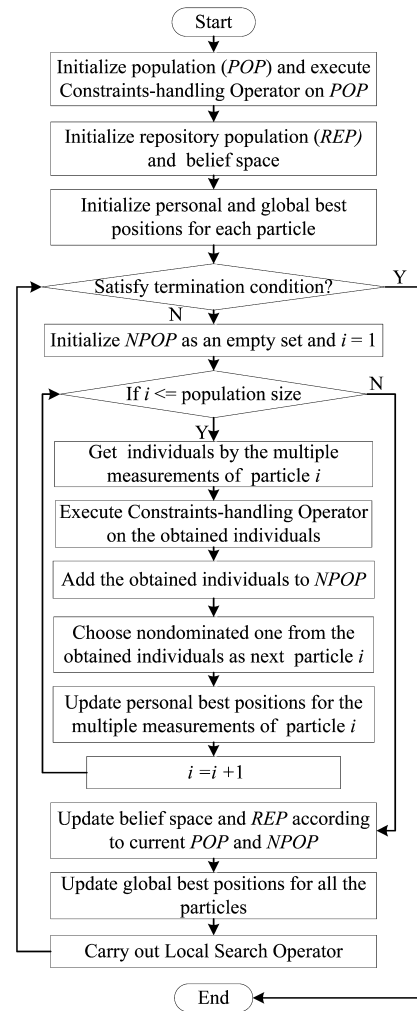 Start
Initialize population (POP) and execute
Constraints-handling Operator on POP
Initialize repository population (REP)
and belief space
Initialize personal and global best
positions for each particle
Satisfy termination condition?
Y
N
Initialize NPOP as an empty set and i = 1
If i <= population size
N
Y
Get individuals by the multiple
measurements of particle i
Execute Constraints-handling Operator
on the obtained individuals
Add the obtained individuals to NPOP
Choose nondominated one from the
obtained individuals as next particle i
Update personal best positions for the
multiple measurements of particle i
i =i +1
Update belief space and REP according
to current POP and NPOP
Update global best positions for all the
particles
Carry out Local Search Operator
End